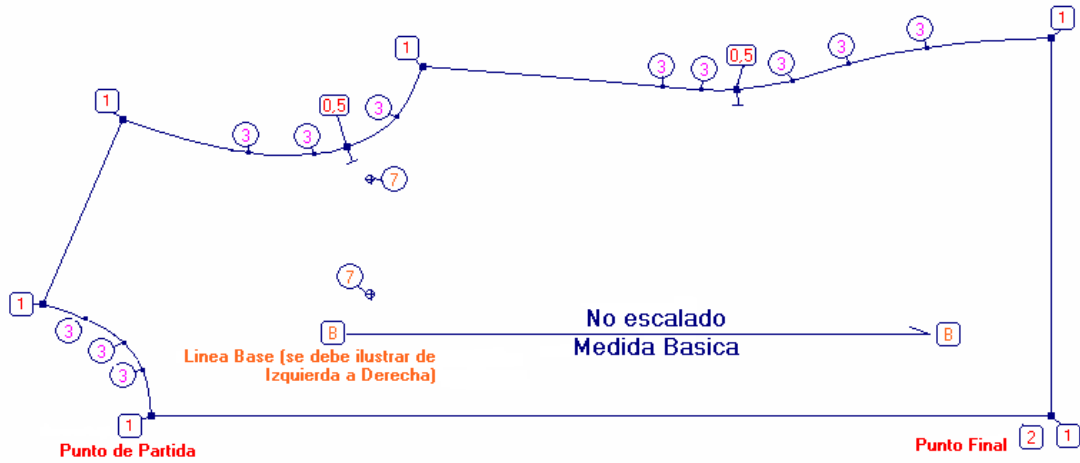 1
1
0,5
3
3
3
1
3
3
0,5
3
3
3
1
7
7
1
3
3
3
B
No escalado
Medida Basica
B
Linea Base (se debe ilustrar de
Izquierda a Derecha)
1
Punto de Partida
Punto Final
2
1